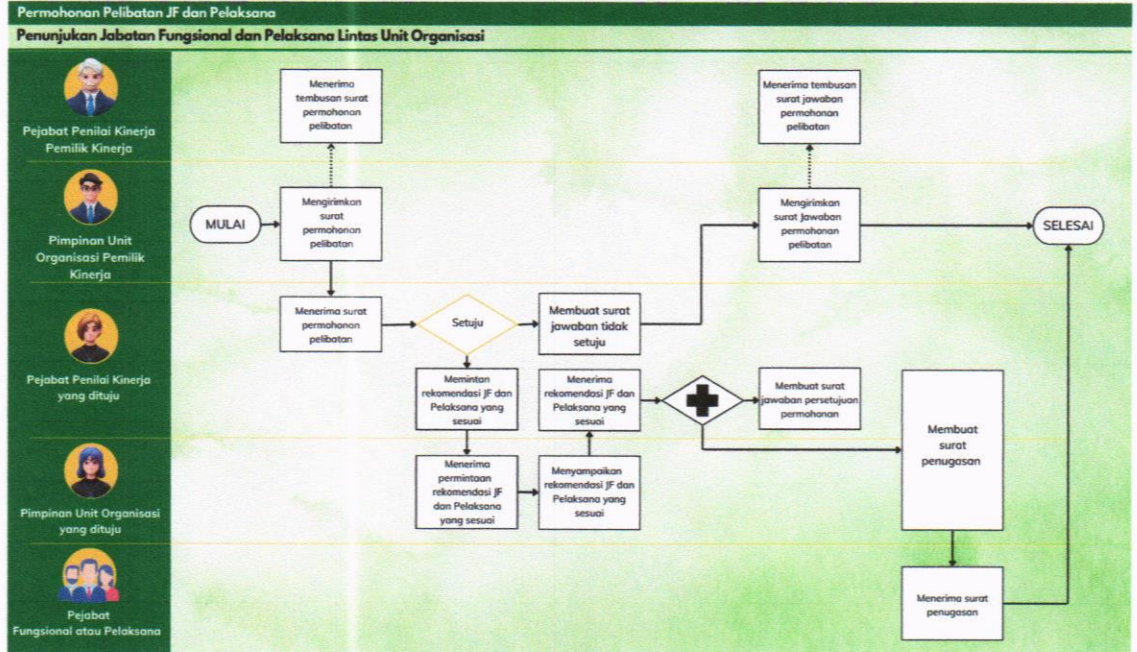 Permohonan Pelibatan JF dan Pelaksana
Penunjukan Jabatan Fungsional dan Pelaksana Lintas Unit Organisasi
Pejabat Penilai Kinerja
Pemilik Kinerja
Menerima
tembusan surat
permohonan
pelibatan
Menerima tembusan
surat jawaban
permohonan
pelibatan
Pimpinan Unit
Organisasi Pemilik
Kinerja
MULAI
Mengirimkan
surat
permohonan
pelibatan
Mengirimkan
surat Jawaban
permohonan
pelibatan
SELESAI
Pejabat Penilai Kinerja
yang dituju
Menerima surat
permohonan
pelibatan
Setuju
Membuat surat
jawaban tidak
setuju
Memintan
rekomendasi JF dan
Pelaksana yang
sesuai
Menerima
rekomendasi JF dan
Pelaksana yang
sesuai
Membuat surat
jawaban persetujuan
permohonan
Membuat
surat
penugasan
Pimpinan Unit Organisasi
yang dituju
Menerima
permintaan
rekomendasi JF
dan Pelaksana
yang sesuai
Menyampaikan
rekomendasi JF dan
Pelaksana yang
sesuai
Pejabat
Fungsional atau Pelaksana
Menerima surat
penugasan